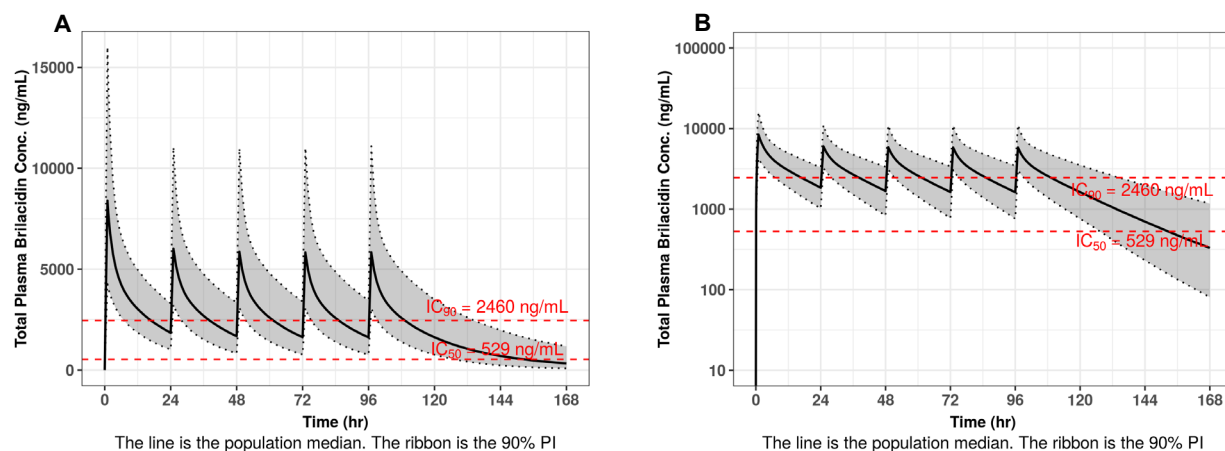 A
Total Plasma Brilacidin Conc. (ng/mL)
15000
10000
5000
0
IC90 = 2460 ng/mL
IC50 = 529 ng/mL
0 24 48 72 96 120 144 168
Time (hr)
The line is the population median. The ribbon is the 90% PI
B
Total Plasma Brilacidin Conc. (ng/mL)
100000
10000
1000
100
10
IC90 = 2460 ng/mL
IC50 = 529 ng/mL
0 24 48 72 96 120 144 168
Time (hr)
The line is the population median. The ribbon is the 90% PI